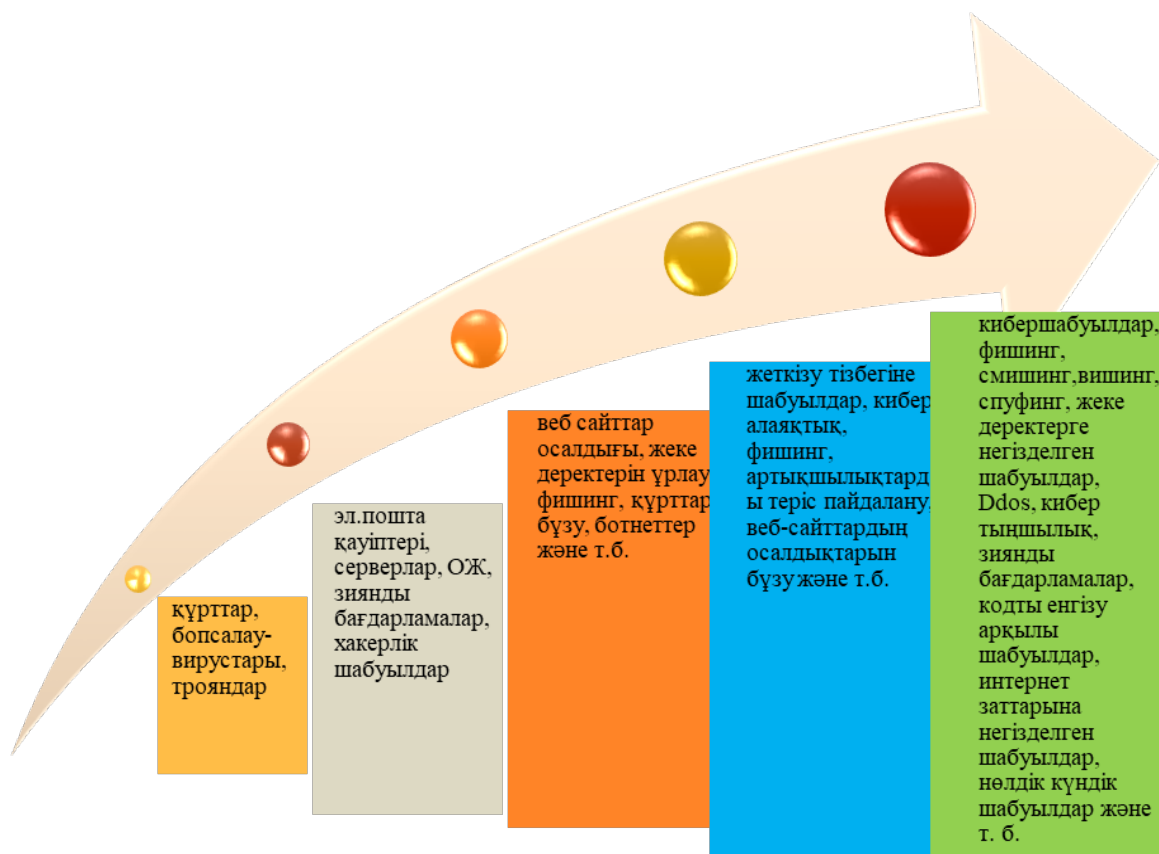 құрттар,
бопсалау-
вирустары,
трояндар
эл.пошта
қауіптері,
серверлар, ОЖ,
зиянды
бағдарламалар,
хакерлік
шабуылдар
веб сайттар
осалдығы, жеке
деректерін ұрлау
фишинг, құрттар
бұзу, ботнеттер
және т.б.
жеткізу тізбегіне
шабуылдар, кибер
алаяқтық,
фишинг,
артықшылықтард
ы теріс пайдалану,
веб-сайттардың
осалдықтарын
бұзужәне т.б.
кибершабуылдар,
фишинг,
смишинг,вишинг,
спуфинг, жеке
деректерге
негізделген
шабуылдар,
Ddos, кибер
тыңшылық,
зиянды
бағдарламалар,
кодты енгізу
арқылы
шабуылдар,
интернет
заттарына
негізделген
шабуылдар,
нөлдік күндік
шабуылдар және
т. б.